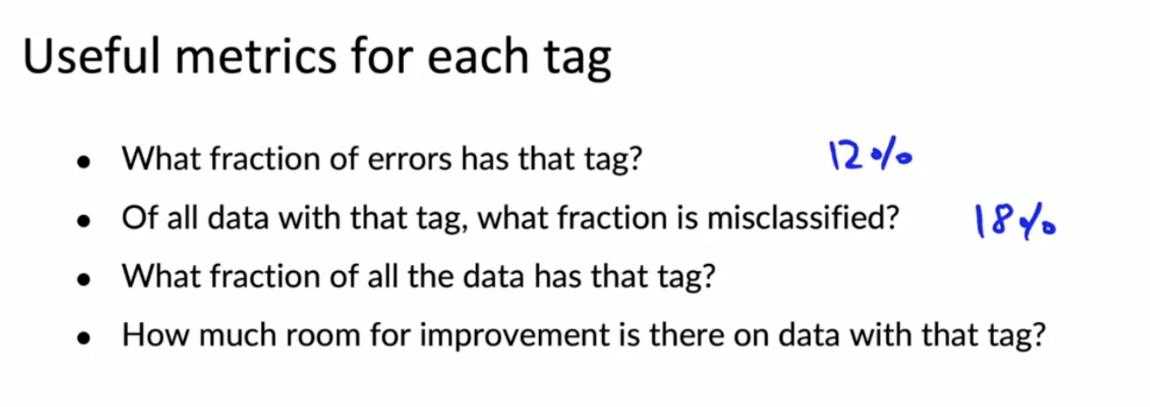 Useful metrics for each tag
• What fraction of errors has that tag? 12%
• Of all data with that tag, what fraction is misclassified? 18%
• What fraction of all the data has that tag?
• How much room for improvement is there on data with that tag?